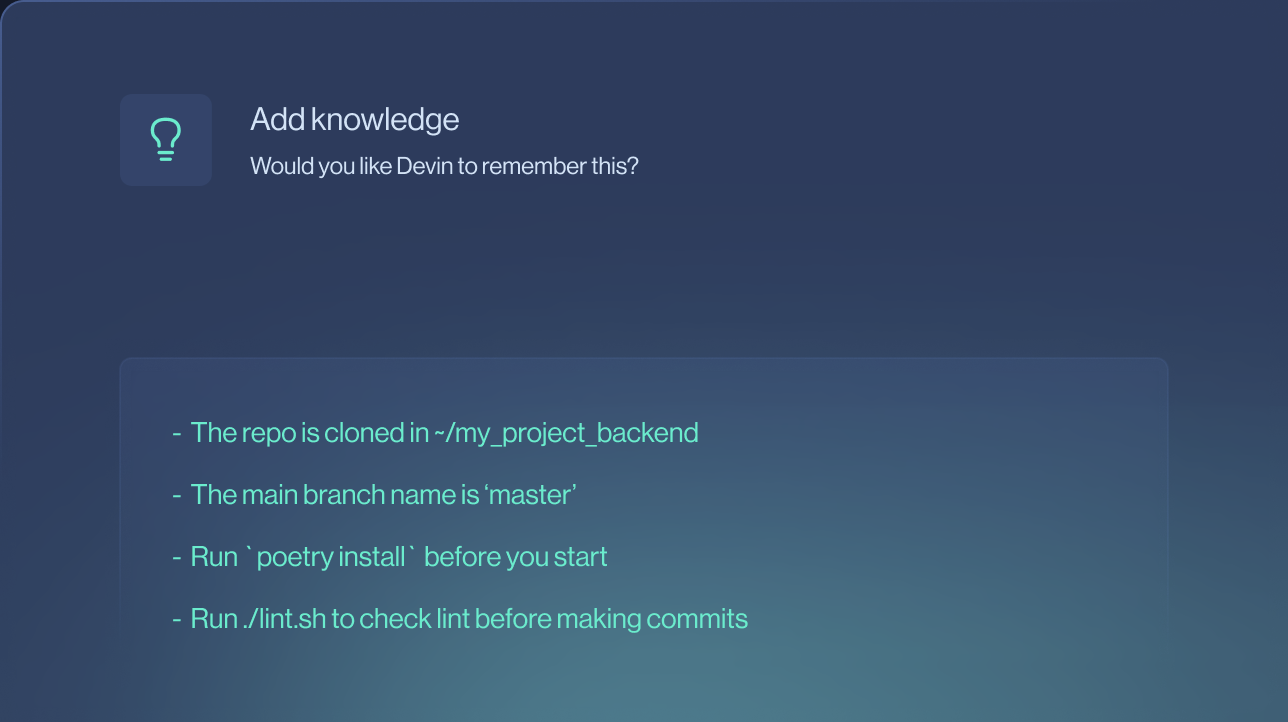 Add knowledge
Would you like Devin to remember this?
- The repo is cloned in ~/my_project_backend
- The main branch name is ‘master’
- Run `poetry install` before you start
- Run ./lint.sh to check lint before making commits